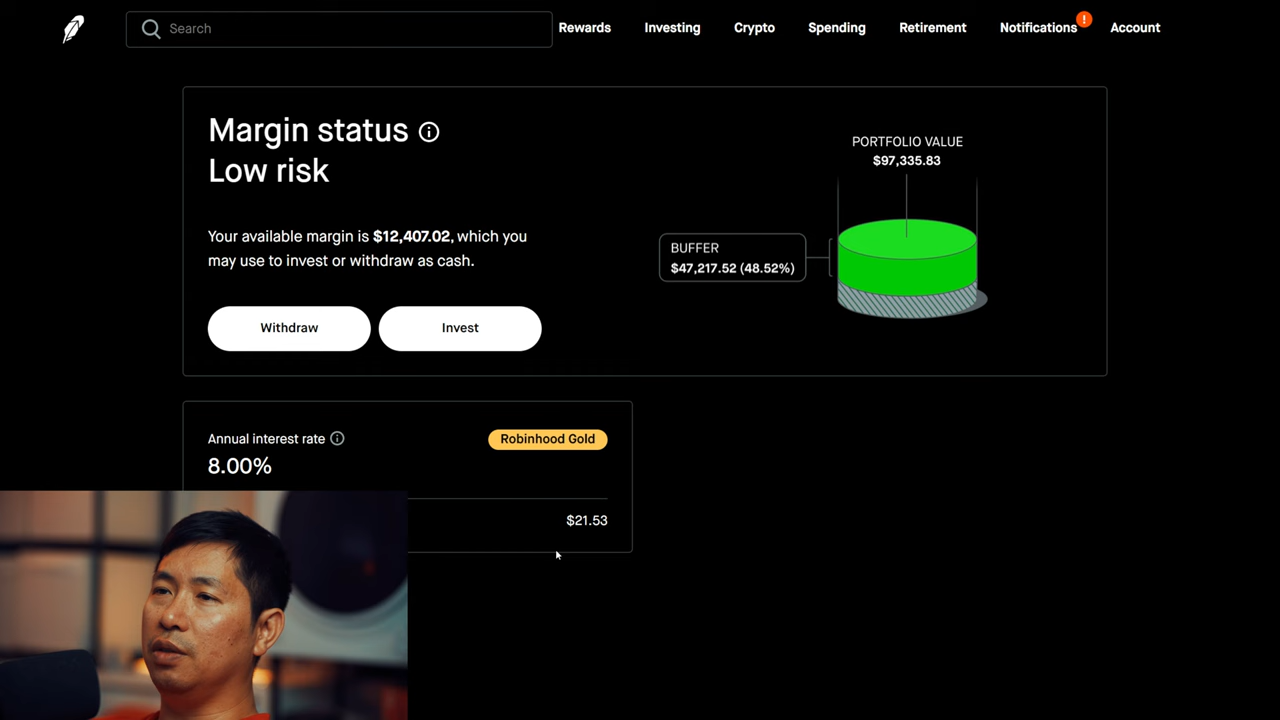 Search
Rewards
Investing
Crypto
Spending
Retirement
Notifications
!
Account
Margin status
Low risk
Your available margin is $12,407.02, which you
may use to invest or withdraw as cash.
Withdraw
Invest
PORTFOLIO VALUE
$97,335.83
BUFFER
$47,217.52 (48.52%)
Annual interest rate
Robinhood Gold
8.00%
$21.53